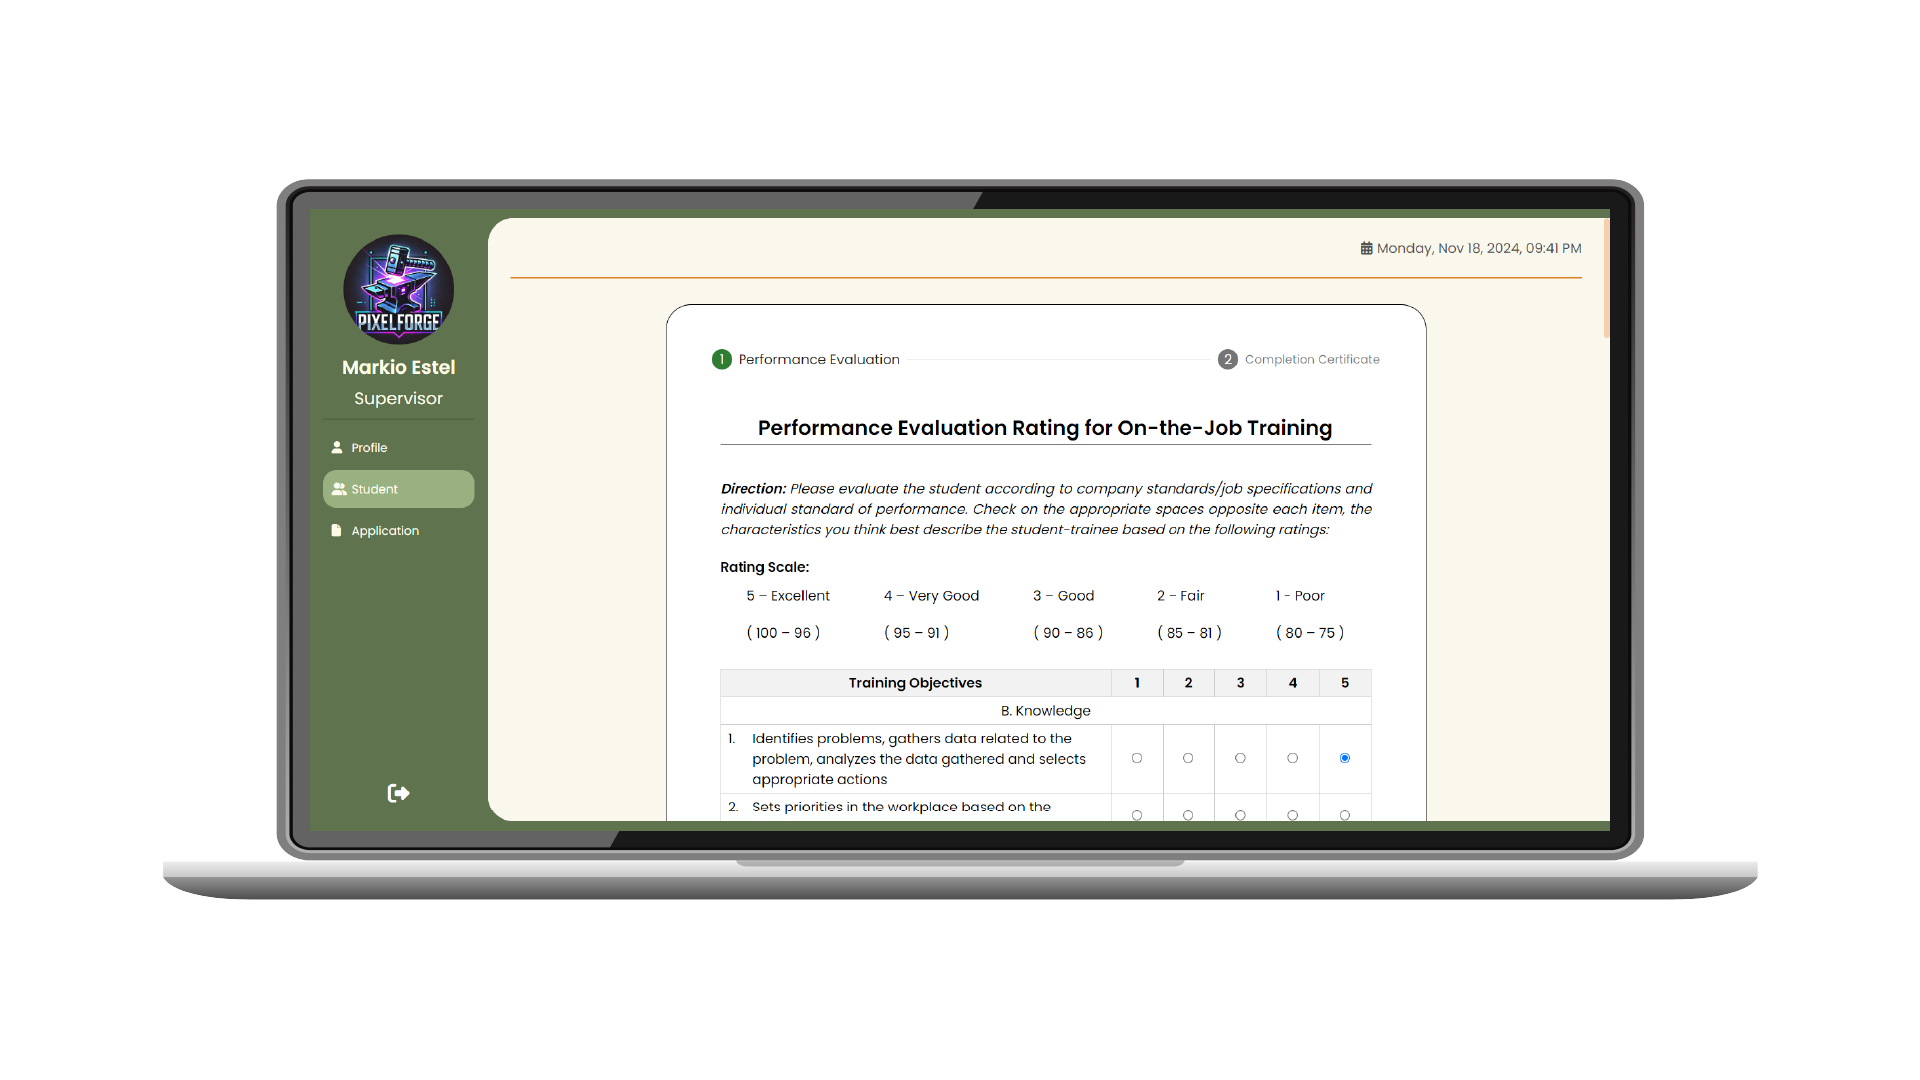 PIXELFORGE
Markio Estel
Supervisor
Profile
Student
Application
Monday, Nov 18, 2024, 09:41 PM
1 Performance Evaluation
2 Completion Certificate
Performance Evaluation Rating for On-the-Job Training
Direction: Please evaluate the student according to company standards/job specifications and
individual standard of performance. Check on the appropriate spaces opposite each item, the
characteristics you think best describe the student-trainee based on the following ratings:
Rating Scale:
5 – Excellent 4 – Very Good 3 – Good 2 – Fair 1 - Poor
( 100 – 96 ) ( 95 – 91 ) ( 90 – 86 ) ( 85 – 81 ) ( 80 – 75 )
Training Objectives 1 2 3 4 5
B. Knowledge
1. Identifies problems, gathers data related to the
problem, analyzes the data gathered and selects
appropriate actions
2. Sets priorities in the workplace based on the